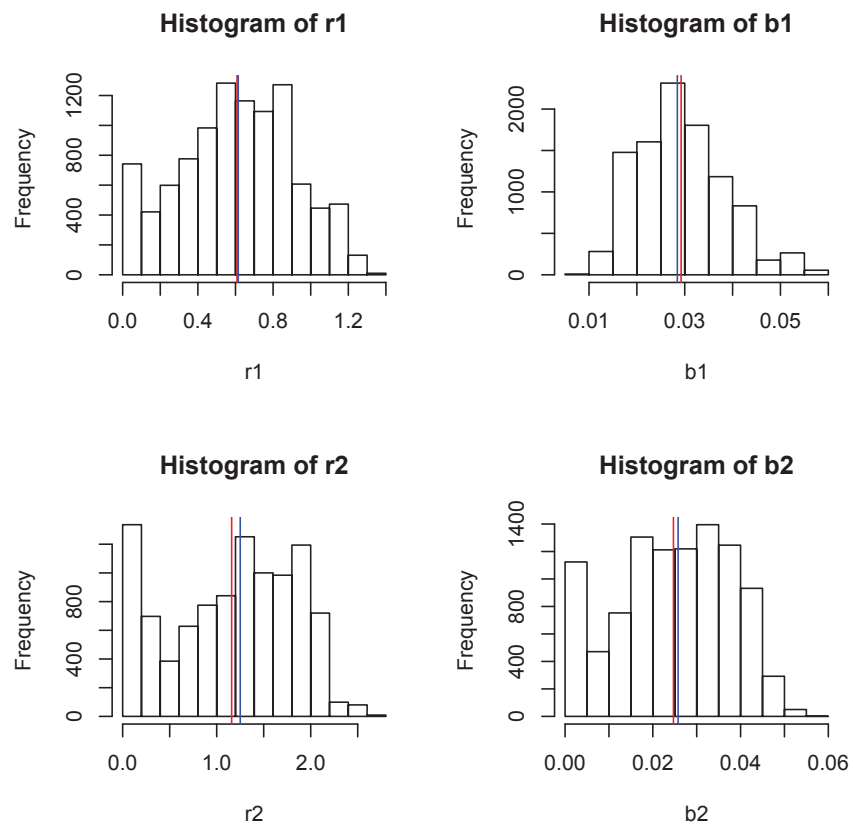 Histogram of r1
Frequency
0 400 800 1200
0.0 0.4 0.8 1.2
r1
Histogram of b1
Frequency
0 1000 2000
0.01 0.03 0.05
b1
Histogram of r2
Frequency
0 400 800
0.0 1.0 2.0
r2
Histogram of b2
Frequency
0 400 800 1400
0.00 0.02 0.04 0.06
b2